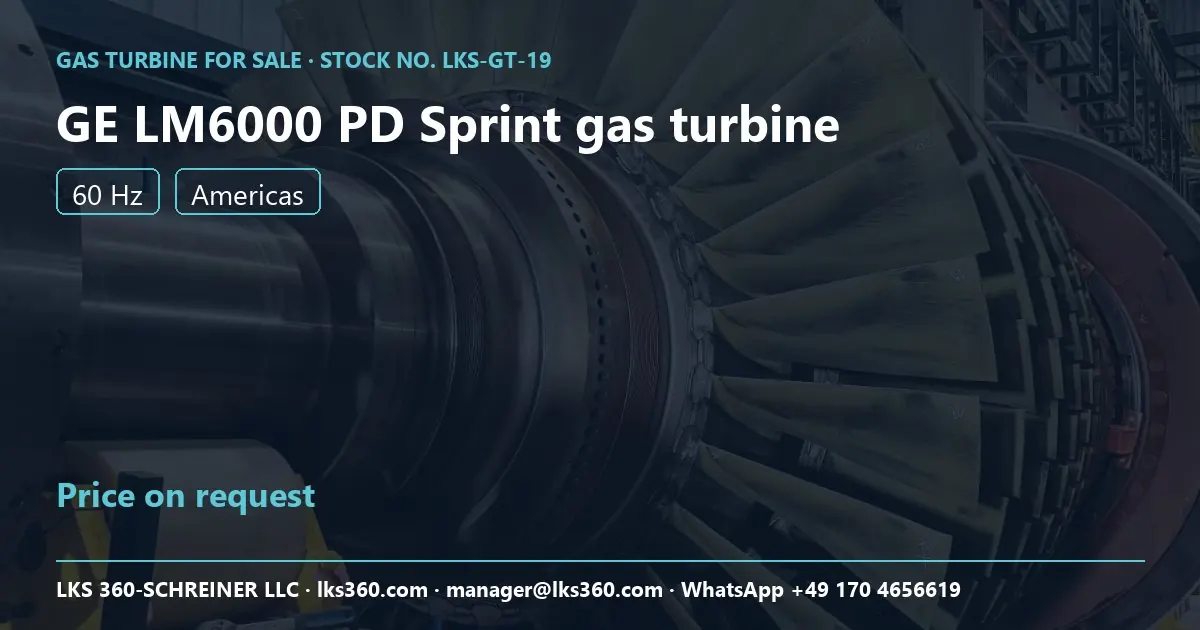 GAS TURBINE FOR SALE · STOCK NO. LKS-GT-19
GE LM6000 PD Sprint gas turbine
60 Hz
Americas
Price on request
LKS 360-SCHREINER LLC · lks360.com · manager@lks360.com · WhatsApp +49 170 4656619